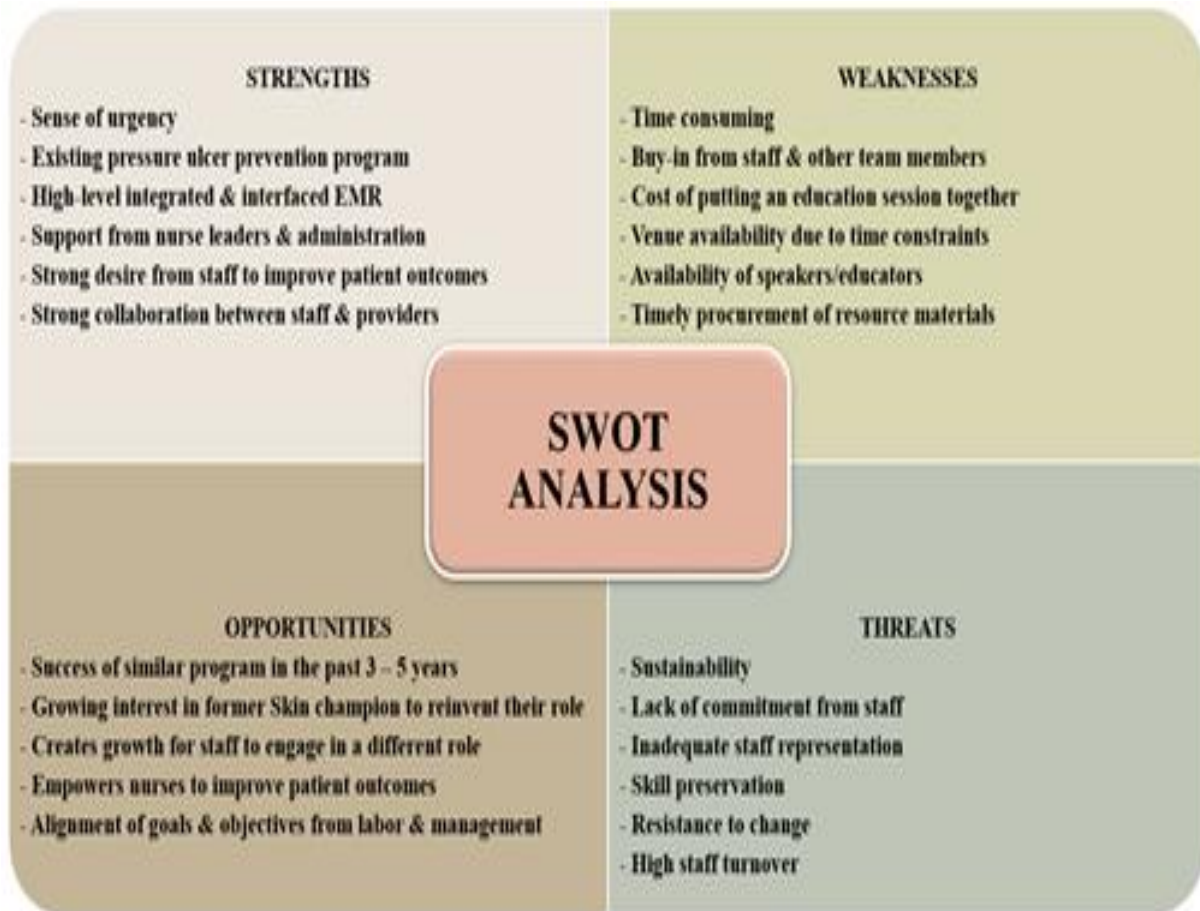 STRENGTHS
- Sense of urgency
- Existing pressure ulcer prevention program
- High-level integrated & interfaced EMR
- Support from nurse leaders & administration
- Strong desire from staff to improve patient outcomes
- Strong collaboration between staff & providers
WEAKNESSES
- Time consuming
- Buy-in from staff & other team members
- Cost of putting an education session together
- Venue availability due to time constraints
- Availability of speakers/educators
- Timely procurement of resource materials
SWOT
ANALYSIS
OPPORTUNITIES
- Success of similar program in the past 3 – 5 years
- Growing interest in former Skin champion to reinvent their role
- Creates growth for staff to engage in a different role
- Empowers nurses to improve patient outcomes
- Alignment of goals & objectives from labor & management
THREATS
- Sustainability
- Lack of commitment from staff
- Inadequate staff representation
- Skill preservation
- Resistance to change
- High staff turnover